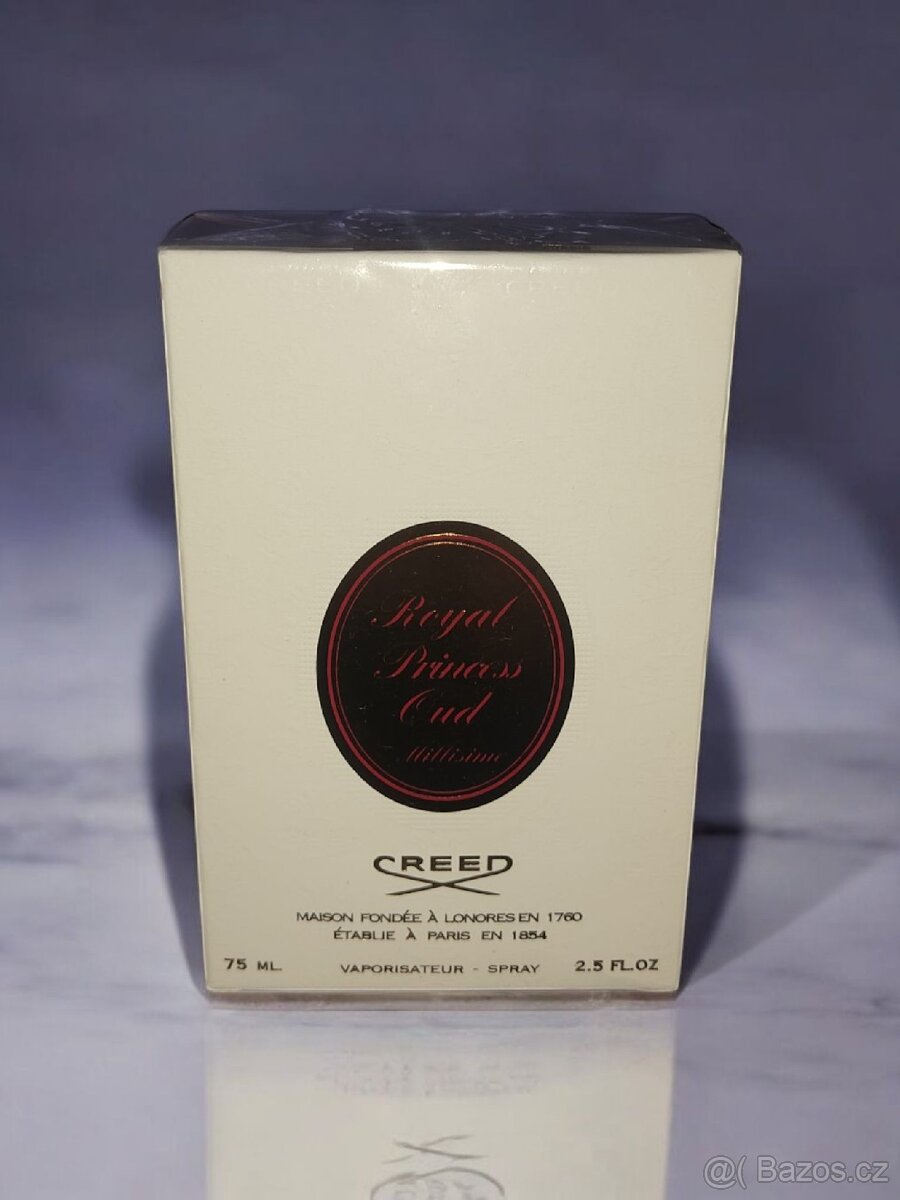 Royal
Princess
Oud
Millisime
CREED
MAISON FONDÉE À LONORES EN 1760
ÉTABLIE À PARIS EN 1854
75 ML
VAPORISATEUR - SPRAY
2.5 FL.OZ
@( Bazos.cz